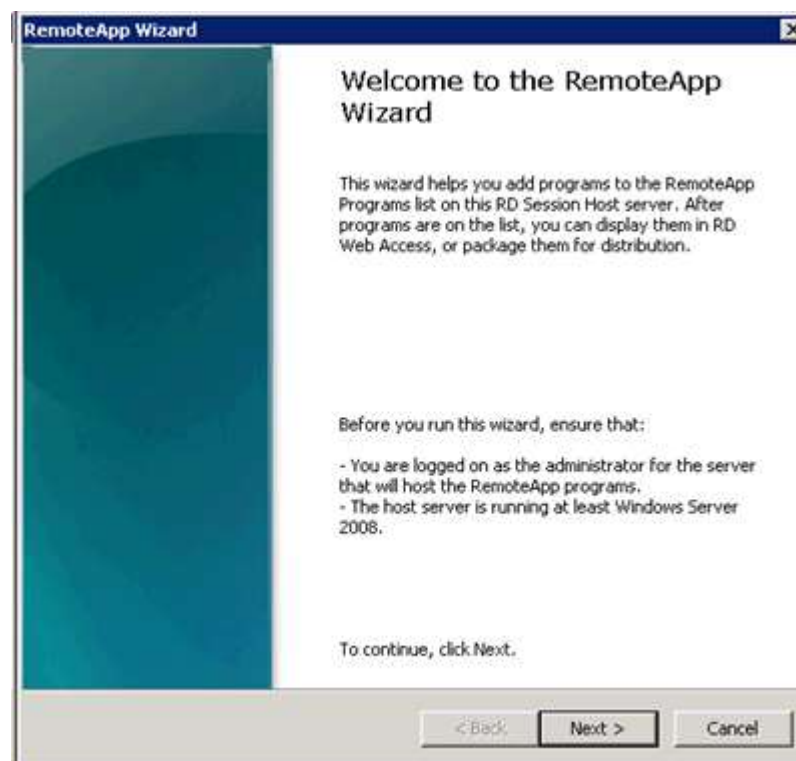 RemoteApp Wizard
Welcome to the RemoteApp
Wizard
This wizard helps you add programs to the RemoteApp
Programs list on this RD Session Host server. After
programs are on the list, you can display them in RD
Web Access, or package them for distribution.
Before you run this wizard, ensure that:
- You are logged on as the administrator for the server
that will host the RemoteApp programs.
- The host server is running at least Windows Server
2008.
To continue, click Next.
< Back Next > Cancel